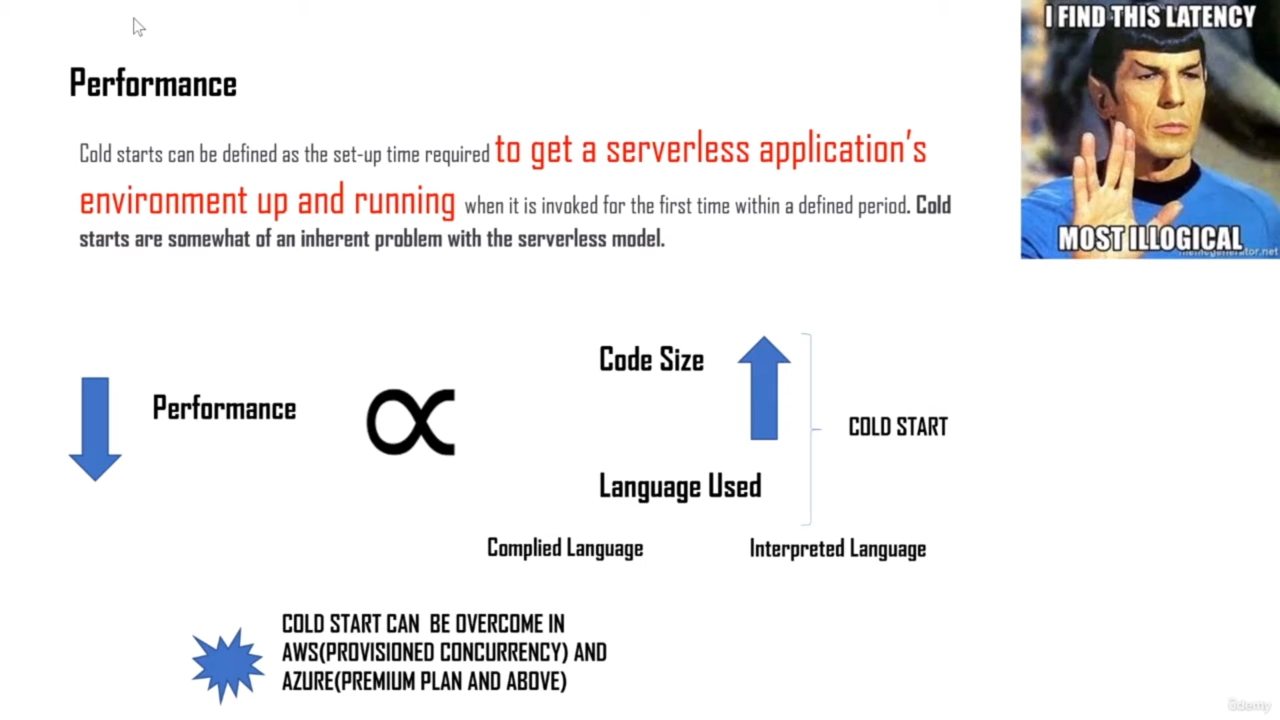 I FIND THIS LATENCY
MOST ILLOGICAL
memegenerator.net
Performance
Cold starts can be defined as the set-up time required to get a serverless application's
environment up and running when it is invoked for the first time within a defined period. Cold
starts are somewhat of an inherent problem with the serverless model.
Performance
∝
Code Size
Language Used
COLD START
Complied Language
Interpreted Language
COLD START CAN BE OVERCOME IN
AWS(PROVISIONED CONCURRENCY) AND
AZURE(PREMIUM PLAN AND ABOVE)
Udemy